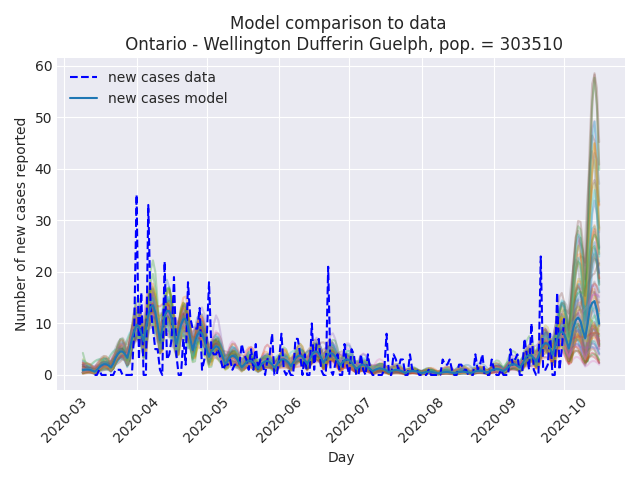 Model comparison to data
Ontario - Wellington Dufferin Guelph, pop. = 303510
new cases data
new cases model
Number of new cases reported
60
50
40
30
20
10
0
2020-03
2020-04
2020-05
2020-06
2020-07
2020-08
2020-09
2020-10
Day